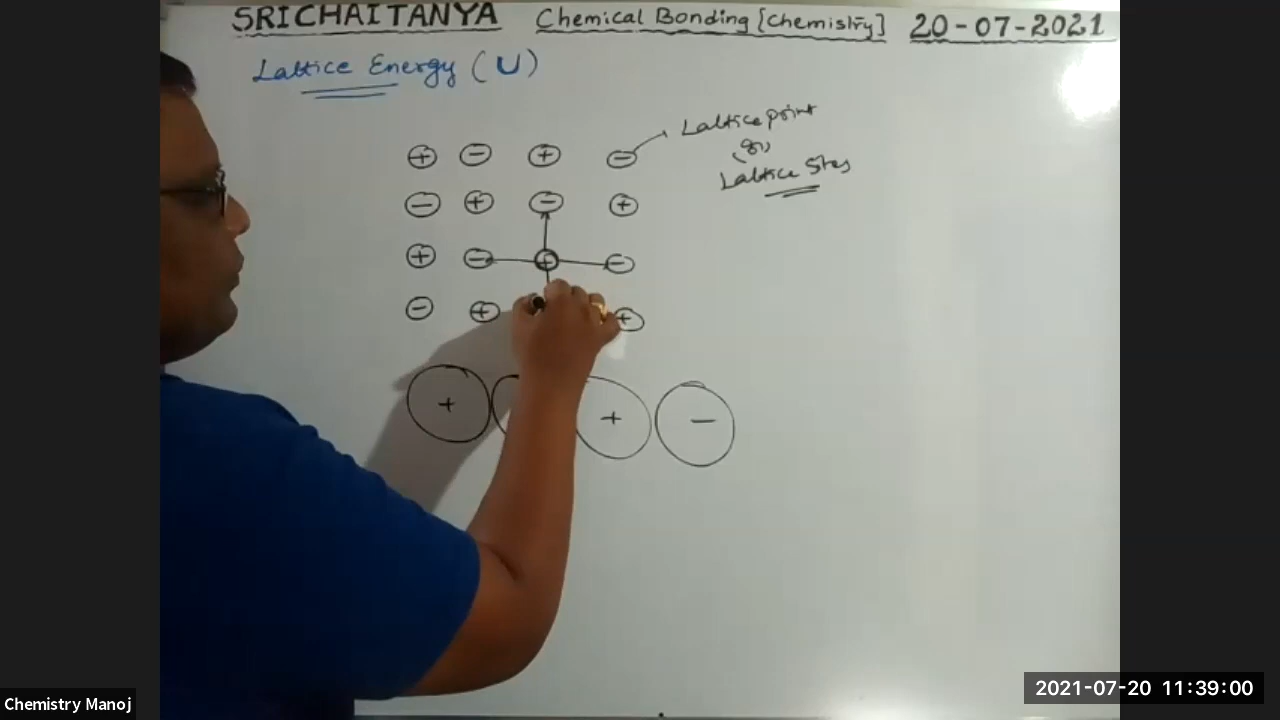 SRICHAITANYA Chemical Bonding [Chemistry] 20-07-2021
Lattice Energy (U)
+ - + - Lattice point
(or)
Lattice Sites
- + - +
+ - + -
- + +
+ + -
Chemistry Manoj
2021-07-20 11:39:00